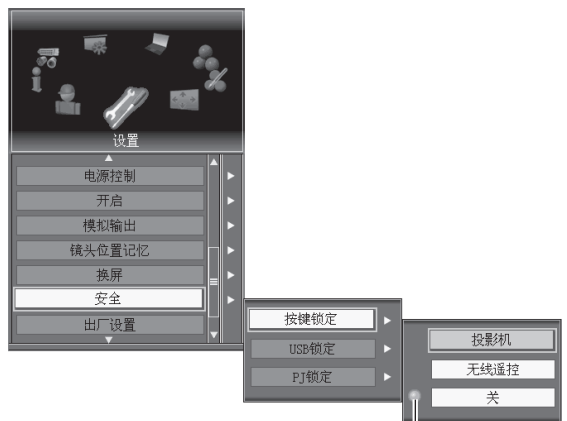 设置
电源控制
开启
模拟输出
镜头位置记忆
换屏
安全
出厂设置
按键锁定
USB锁定
PJ锁定
投影机
无线遥控
关